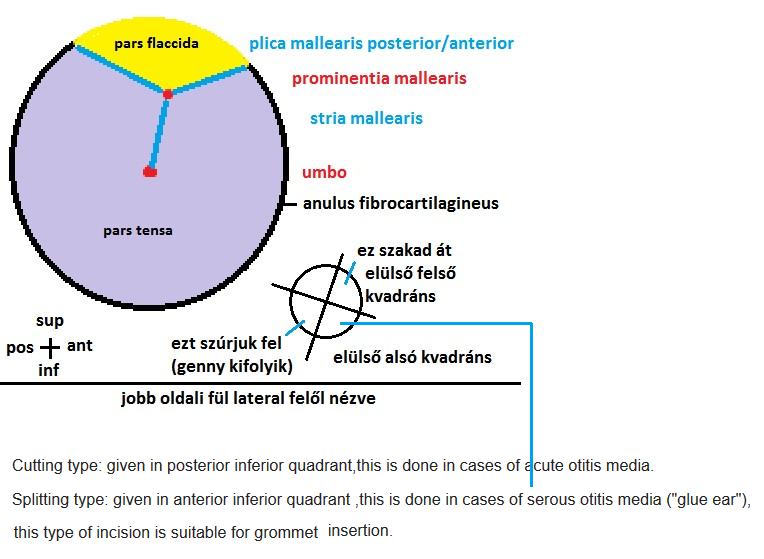 pars flaccida
plica mallearis posterior/anterior
prominentia mallearis
stria mallearis
umbo
anulus fibrocartilagineus
pars tensa
ez szakad át
elülső felső
kvadráns
sup
pos
ant
inf
ezt szúrjuk fel
(genny kifolyik)
elülső alsó kvadráns
jobb oldali fül lateral felől nézve
Cutting type: given in posterior inferior quadrant,this is done in cases of acute otitis media.
Splitting type: given in anterior inferior quadrant ,this is done in cases of serous otitis media ("glue ear"),
this type of incision is suitable for grommet insertion.